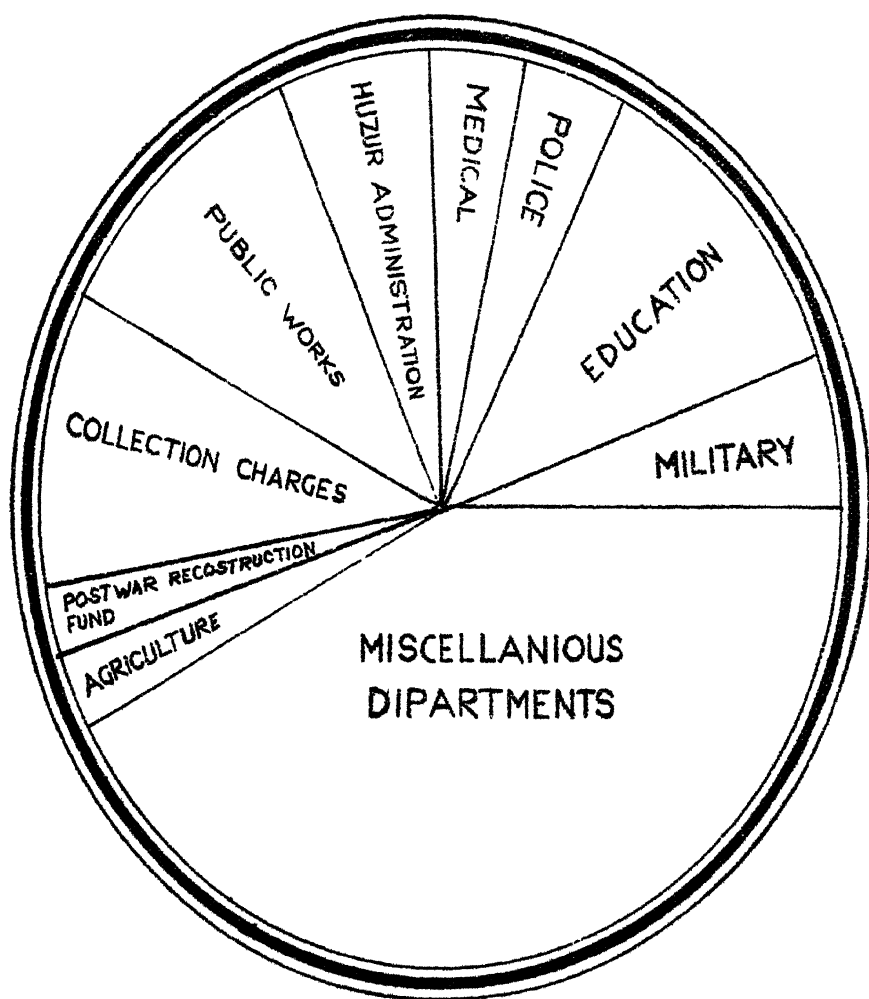 HUZUR ADMINISTRATION
MEDICAL
POLICE
PUBLIC WORKS
EDUCATION
COLLECTION CHARGES
MILITARY
POSTWAR RECOSTRUCTION
FUND
AGRICULTURE
MISCELLANIOUS
DIPARTMENTS